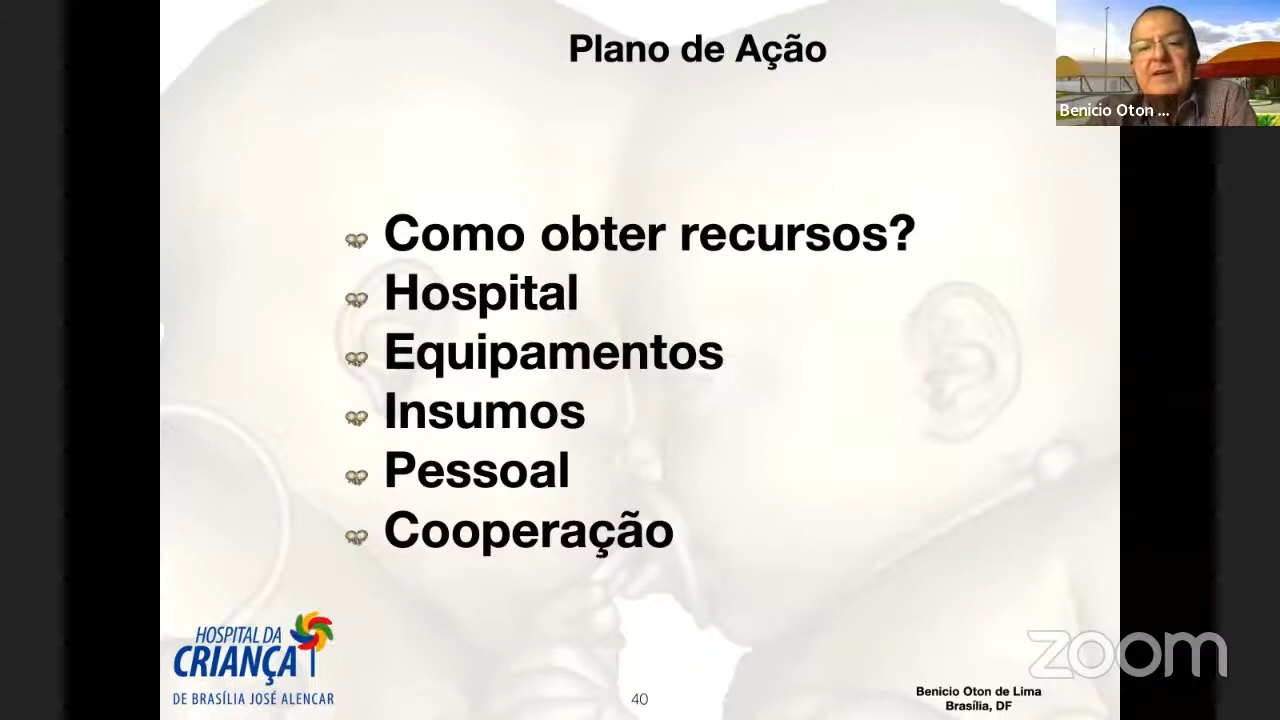 Plano de Ação
Benicio Oton ...
Como obter recursos?
Hospital
Equipamentos
Insumos
Pessoal
Cooperação
HOSPITAL DA
CRIANÇA
DE BRASÍLIA JOSÉ ALENCAR
40
zoom
Benicio Oton de Lima
Brasília, DF